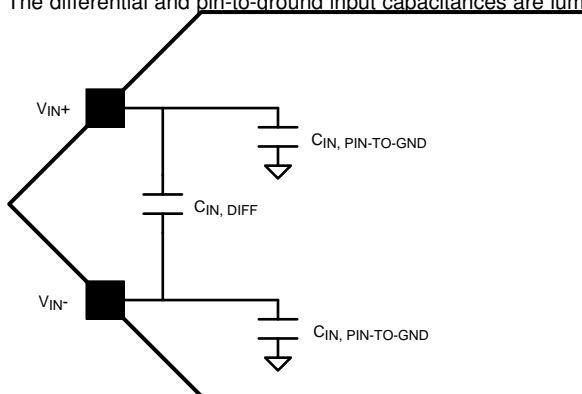 The differential and pin-to-ground input capacitances are lum
VIN+
CIN, PIN-TO-GND
CIN, DIFF
VIN-
CIN, PIN-TO-GND